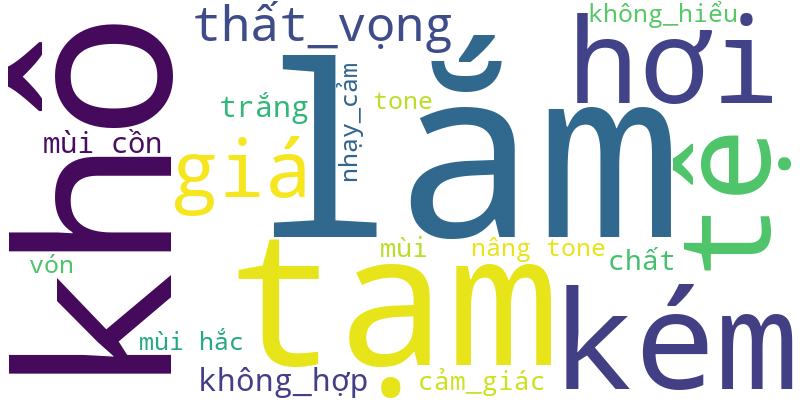 thất_vọng
không_hiểu
hơi
khô
lắm
nhạy_cảm
tone
trắng
mùi cồn
giá
tệ
tạm
mùi
nâng tone
chất
vón
kém
mùi hắc
không_hợp
cảm_giác